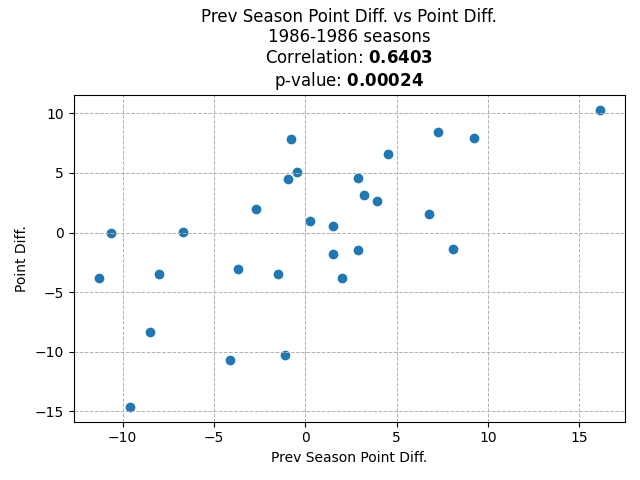 Prev Season Point Diff. vs Point Diff.
1986-1986 seasons
Correlation: 0.6403
p-value: 0.00024
10
5
0
−5
−10
−15
Point Diff.
−10
−5
0
5
10
15
Prev Season Point Diff.